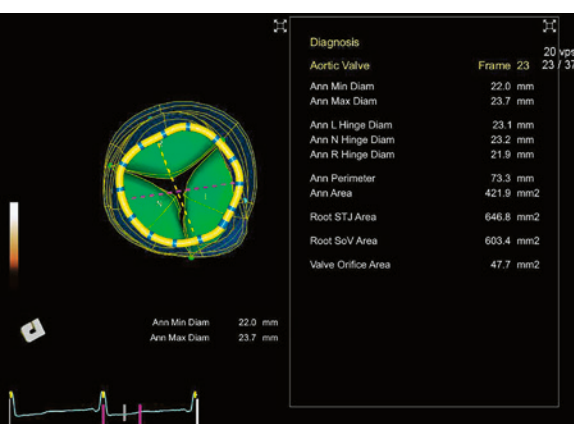 Diagnosis
20 vps
Aortic Valve Frame 23 23 / 37
Ann Min Diam 22.0 mm
Ann Max Diam 23.7 mm
Ann L Hinge Diam 23.1 mm
Ann N Hinge Diam 23.2 mm
Ann R Hinge Diam 21.9 mm
Ann Perimeter 73.3 mm
Ann Area 421.9 mm2
Root STJ Area 646.8 mm2
Root SoV Area 603.4 mm2
Valve Orifice Area 47.7 mm2
Ann Min Diam 22.0 mm
Ann Max Diam 23.7 mm